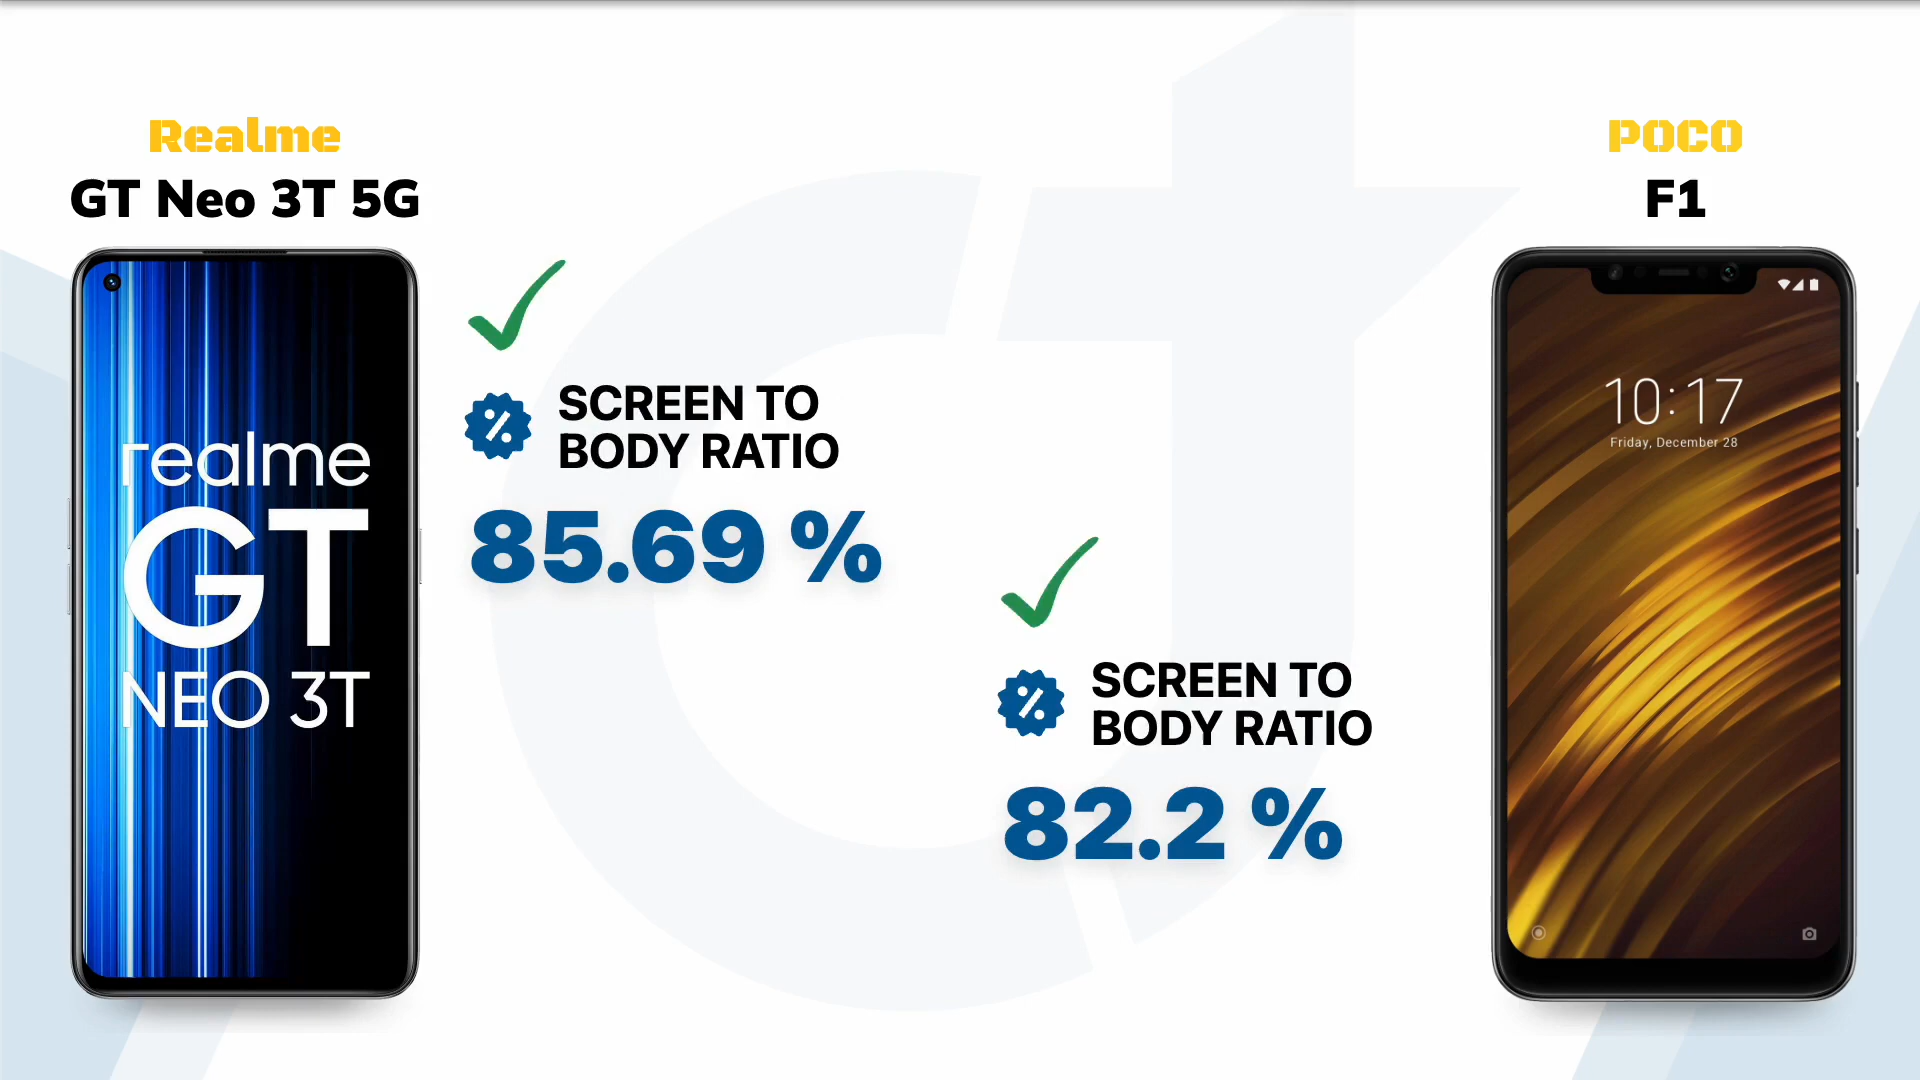 Realme
GT Neo 3T 5G
realme
GT
NEO 3T
SCREEN TO
BODY RATIO
85.69 %
POCO
F1
10:17
Friday, December 28
SCREEN TO
BODY RATIO
82.2 %